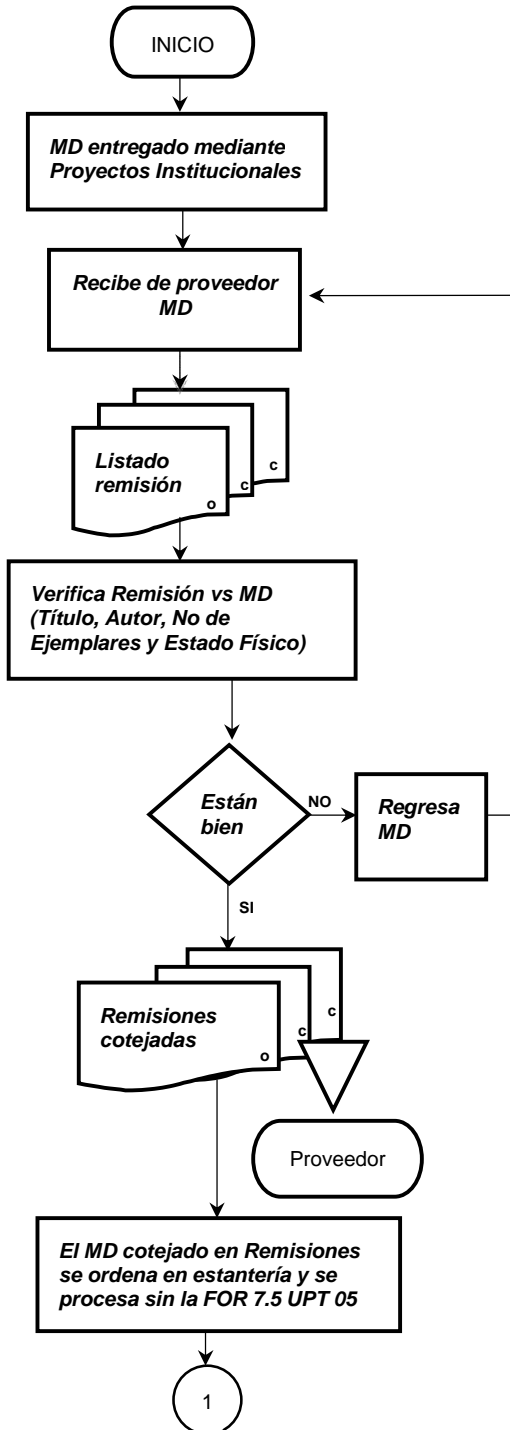 INICIO
MD entregado mediante
Proyectos Institucionales
Recibe de proveedor
MD
Listado
remisión
o
c
c
Verifica Remisión vs MD
(Título, Autor, No de
Ejemplares y Estado Físico)
Están
bien
NO
Regresa
MD
SI
Remisiones
cotejadas
o
c
c
Proveedor
El MD cotejado en Remisiones
se ordena en estantería y se
procesa sin la FOR 7.5 UPT 05
1